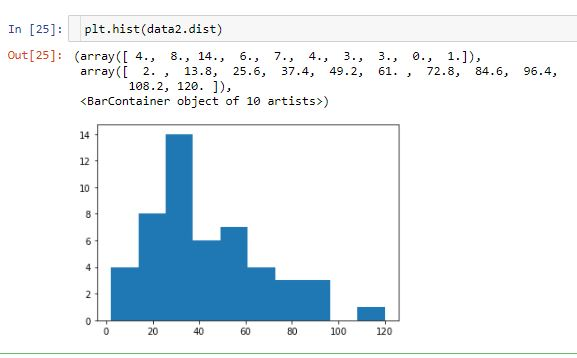 In [25]: plt.hist(data2.dist)
Out[25]: (array([ 4.,  8., 14.,  6.,  7.,  4.,  3.,  3.,  0.,  1.]),
array([  2. ,  13.8,  25.6,  37.4,  49.2,  61. ,  72.8,  84.6,  96.4,
108.2, 120. ]),
<BarContainer object of 10 artists>)
14
12
10
8
6
4
2
0
0 20 40 60 80 100 120